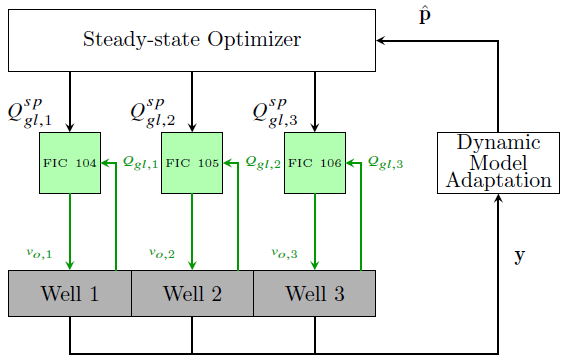 p̂
Steady-state Optimizer
Q^{sp}_{gl,1}
Q^{sp}_{gl,2}
Q^{sp}_{gl,3}
FIC 104
Q_{gl,1}
FIC 105
Q_{gl,2}
FIC 106
Q_{gl,3}
Dynamic
Model
Adaptation
v_{o,1}
v_{o,2}
v_{o,3}
y
Well 1
Well 2
Well 3